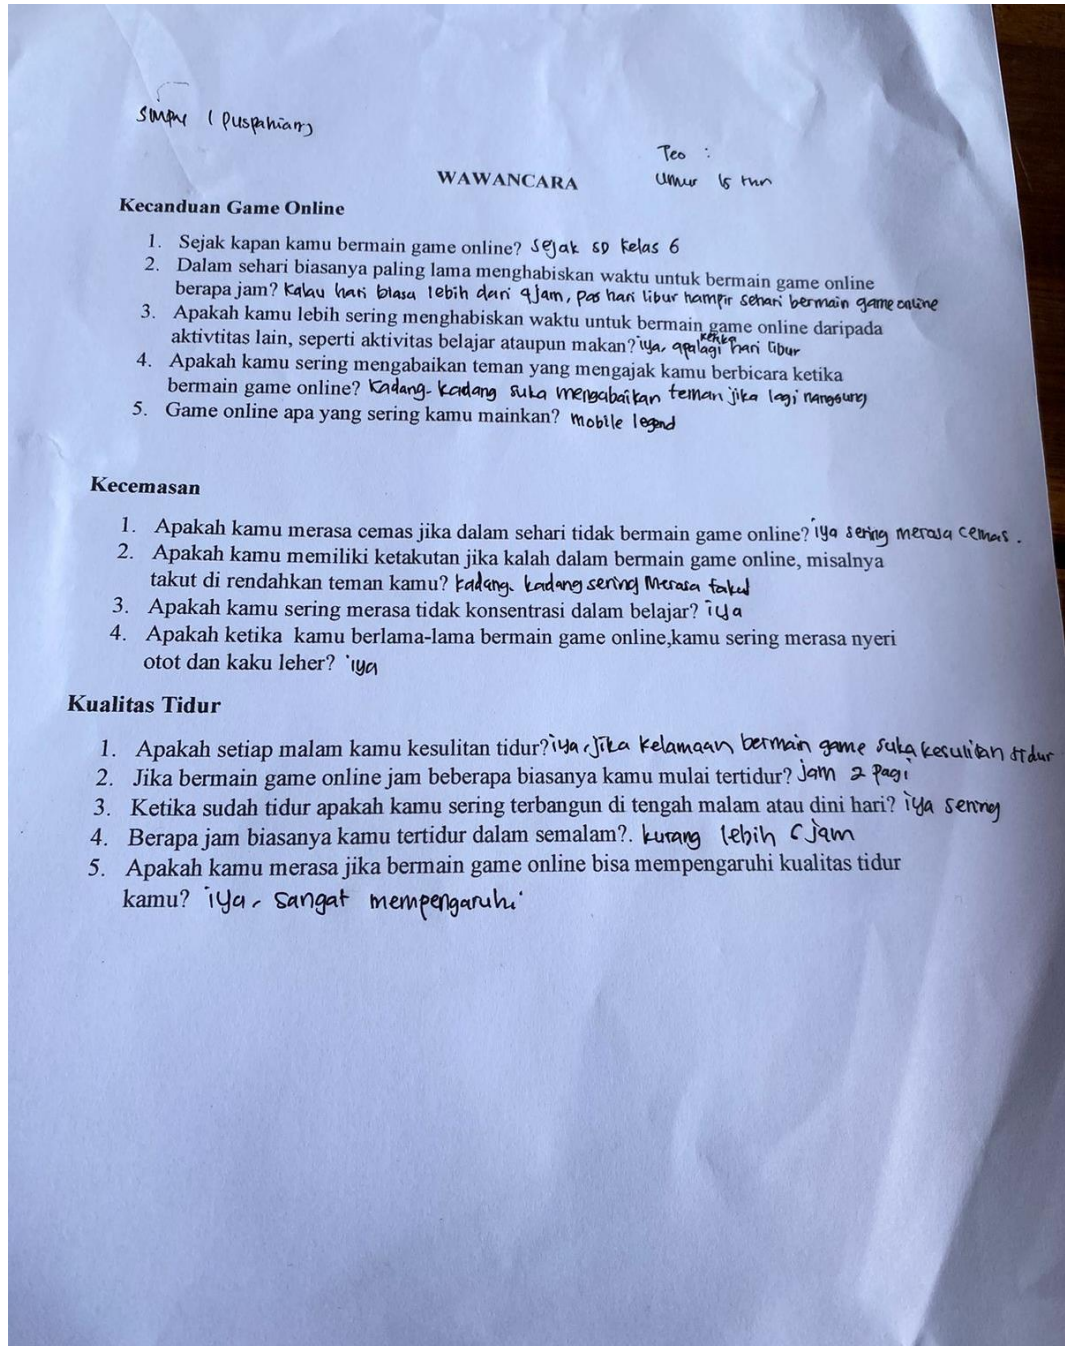 (Puspahiang)
Teo :
WAWANCARA
Umur 15 thn
Kecanduan Game Online
1. Sejak kapan kamu bermain game online? Sejak SD kelas 6
2. Dalam sehari biasanya paling lama menghabiskan waktu untuk bermain game online
berapa jam? Kalau hari biasa lebih dari 4 jam, pas hari libur hampir sehari bermain game online
3. Apakah kamu lebih sering menghabiskan waktu untuk bermain game online daripada
aktivtitas lain, seperti aktivitas belajar ataupun makan? iya, apalagi ketika hari libur
4. Apakah kamu sering mengabaikan teman yang mengajak kamu berbicara ketika
bermain game online? Kadang-kadang suka mengabaikan teman jika lagi nanggung
5. Game online apa yang sering kamu mainkan? mobile legend
Kecemasan
1. Apakah kamu merasa cemas jika dalam sehari tidak bermain game online? iya sering merasa cemas.
2. Apakah kamu memiliki ketakutan jika kalah dalam bermain game online, misalnya
takut di rendahkan teman kamu? kadang-kadang sering merasa takut
3. Apakah kamu sering merasa tidak konsentrasi dalam belajar? iya
4. Apakah ketika kamu berlama-lama bermain game online,kamu sering merasa nyeri
otot dan kaku leher? iya
Kualitas Tidur
1. Apakah setiap malam kamu kesulitan tidur? iya, jika kelamaan bermain game suka kesulitan tidur
2. Jika bermain game online jam beberapa biasanya kamu mulai tertidur? Jam 2 pagi
3. Ketika sudah tidur apakah kamu sering terbangun di tengah malam atau dini hari? iya sering
4. Berapa jam biasanya kamu tertidur dalam semalam?. kurang lebih jam
5. Apakah kamu merasa jika bermain game online bisa mempengaruhi kualitas tidur
kamu? iya, sangat mempengaruhi